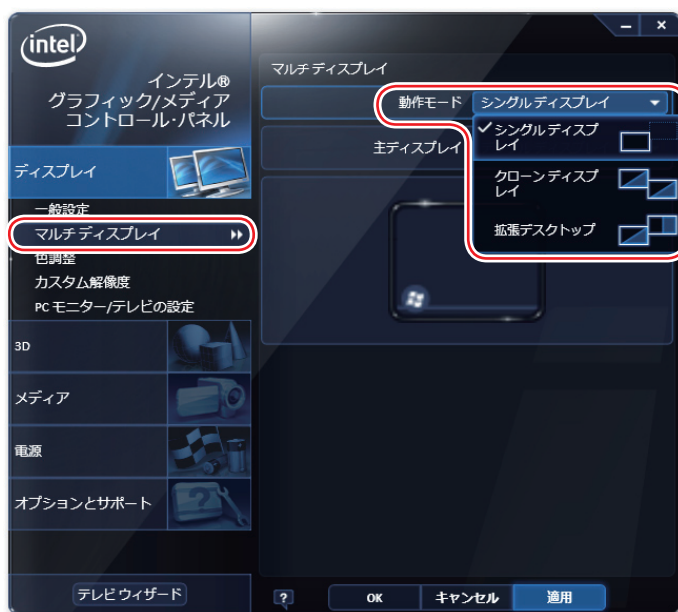 intel
インテル®
グラフィック/メディア
コントロール・パネル
ディスプレイ
一般設定
マルチディスプレイ
色調整
カスタム解像度
PC モニター/テレビの設定
3D
メディア
電源
オプションとサポート
テレビ ウィザード
マルチ ディスプレイ
動作モード シングル ディスプレイ
シングル ディスプ
レイ
クローン ディスプ
レイ
拡張デスクトップ
主ディスプレイ
? OK キャンセル 適用